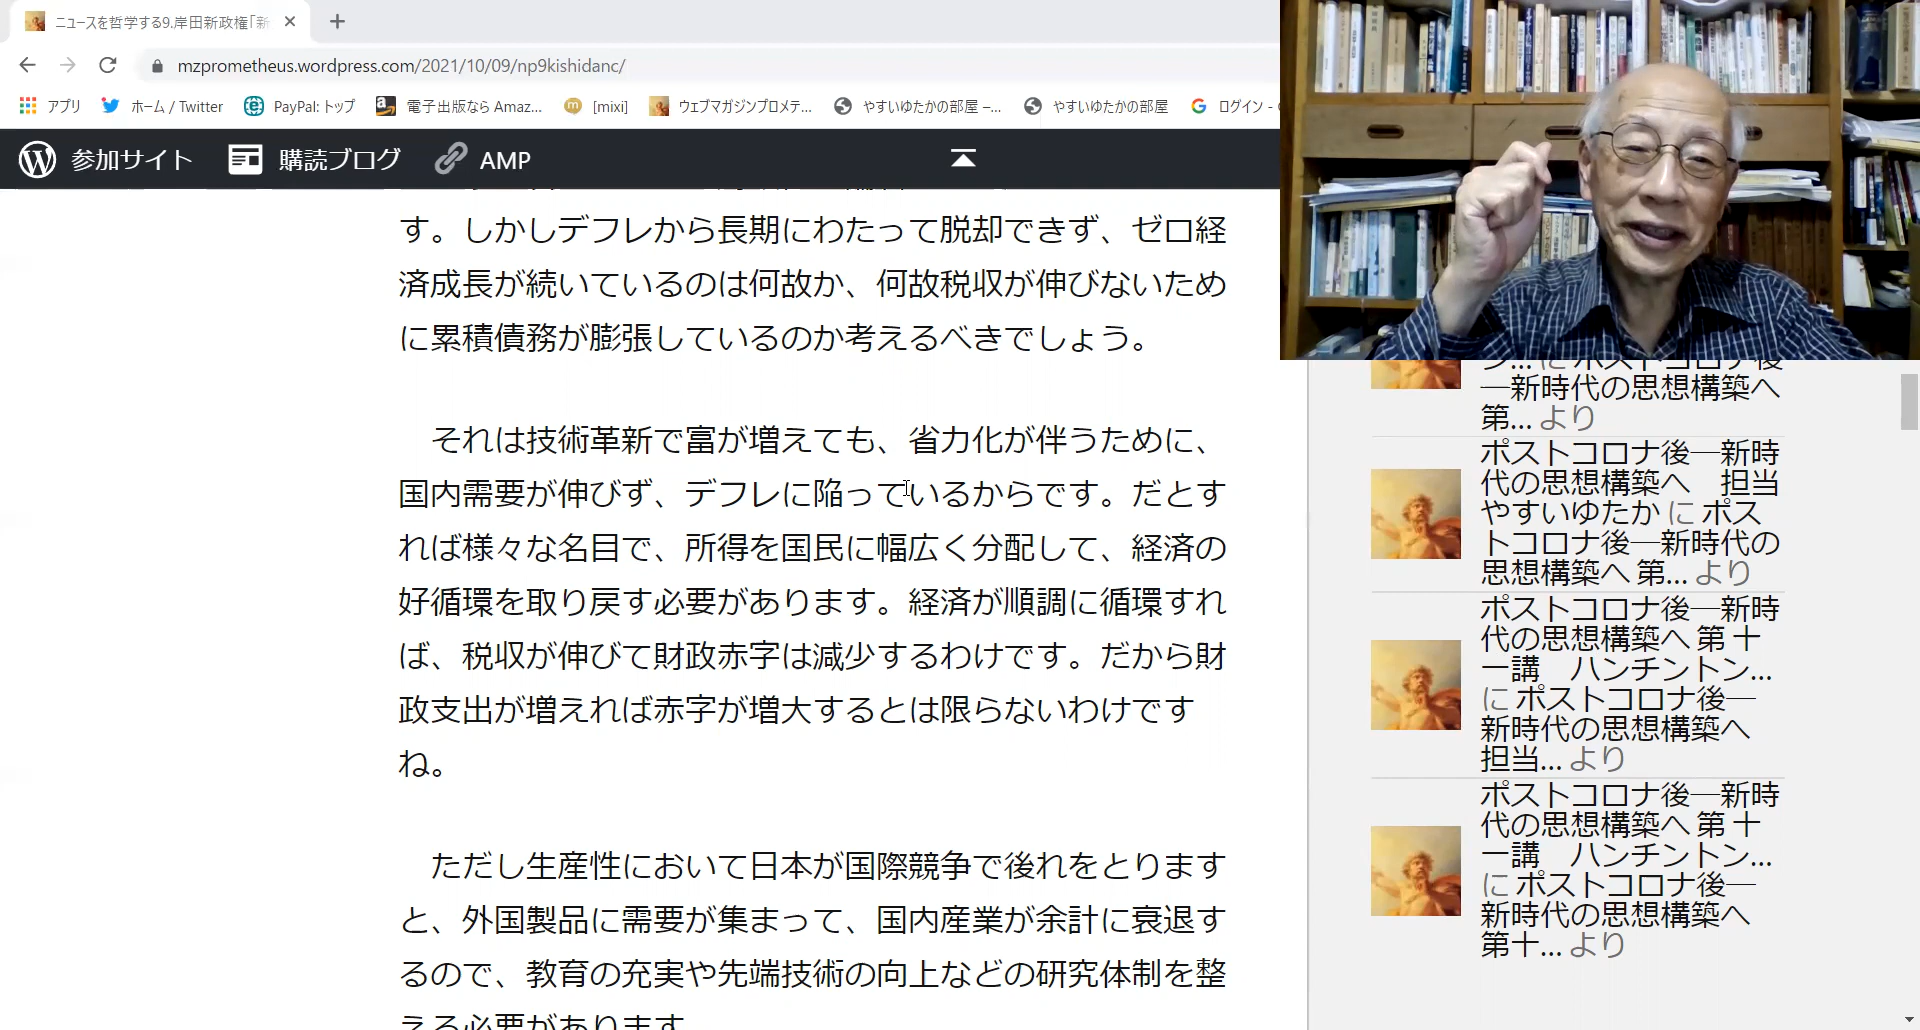 ニュースを哲学する9.岸田新政権「新
mzprometheus.wordpress.com/2021/10/09/np9kishidanc/
アプリ ホーム / Twitter PayPal: トップ 電子出版なら Amaz... [mixi] ウェブマガジンプロメテ... やすいゆたかの部屋 –... やすいゆたかの部屋 ログイン -
参加サイト 購読ブログ AMP
す。しかしデフレから長期にわたって脱却できず、ゼロ経
済成長が続いているのは何故か、何故税収が伸びないため
に累積債務が膨張しているのか考えるべきでしょう。
それは技術革新で富が増えても、省力化が伴うために、
国内需要が伸びず、デフレに陥っているからです。だとす
れば様々な名目で、所得を国民に幅広く分配して、経済の
好循環を取り戻す必要があります。経済が順調に循環すれ
ば、税収が伸びて財政赤字は減少するわけです。だから財
政支出が増えれば赤字が増大するとは限らないわけです
ね。
ただし生産性において日本が国際競争で後れをとります
と、外国製品に需要が集まって、国内産業が余計に衰退す
るので、教育の充実や先端技術の向上などの研究体制を整
える必要があります
ン... に ポストコロナ後
―新時代の思想構築へ
第... より
ポストコロナ後―新時
代の思想構築へ 担当
やすいゆたか に ポス
トコロナ後―新時代の
思想構築へ 第... より
ポストコロナ後―新時
代の思想構築へ 第 十
一講 ハンチントン...
に ポストコロナ後―
新時代の思想構築へ
担当... より
ポストコロナ後―新時
代の思想構築へ 第 十
一講 ハンチントン...
に ポストコロナ後―
新時代の思想構築へ
第十... より